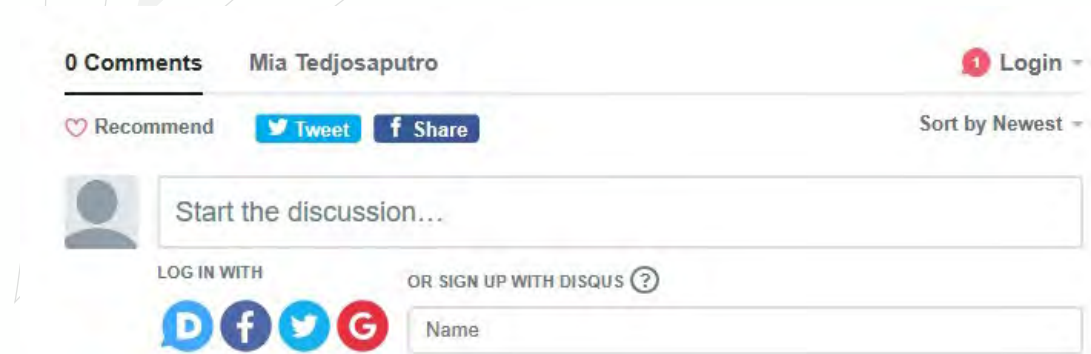 0 Comments Mia Tedjosaputro 1 Login
Recommend Tweet f Share Sort by Newest
Start the discussion...
LOG IN WITH
OR SIGN UP WITH DISQUS ?
D f G
Name